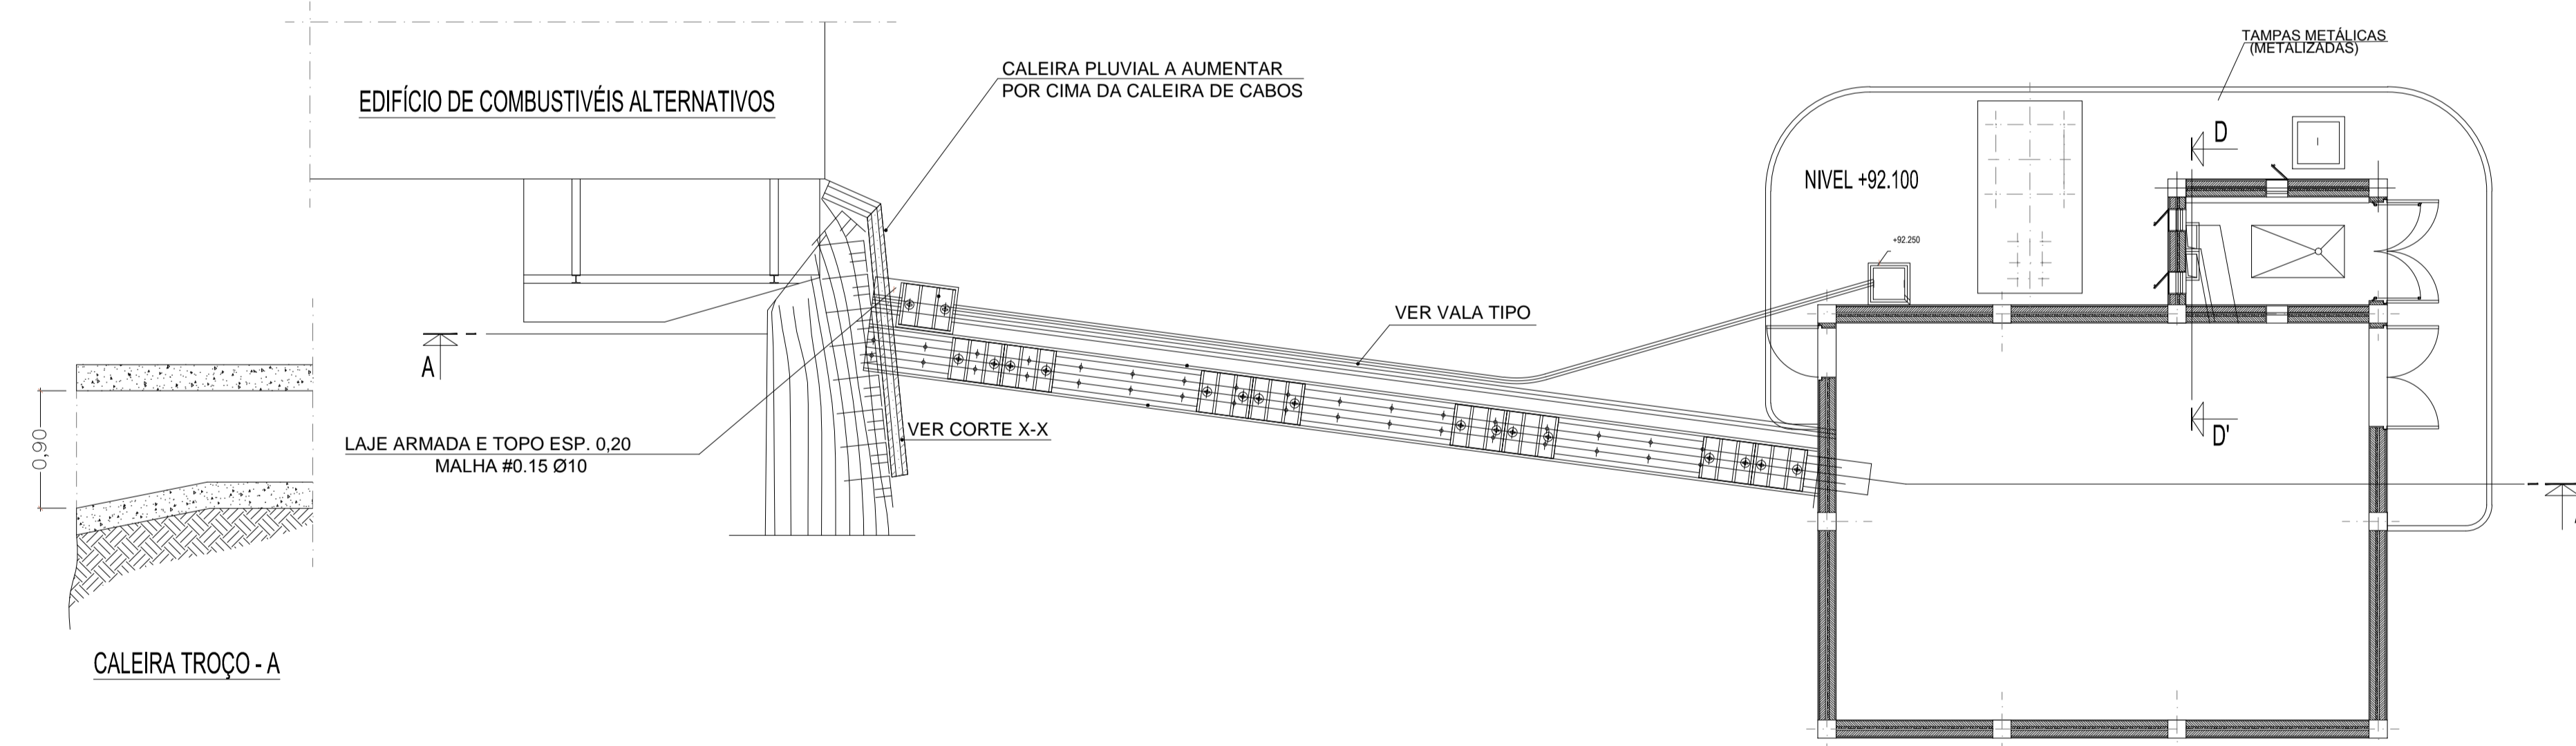 TAMPAS METÁLICAS
(METALIZADAS)
CALEIRA PLUVIAL A AUMENTAR
POR CIMA DA CALEIRA DE CABOS
EDIFÍCIO DE COMBUSTIVÉIS ALTERNATIVOS
D
NIVEL +92.100
+92.250
VER VALA TIPO
A
D'
VER CORTE X-X
LAJE ARMADA E TOPO ESP. 0,20
MALHA #0.15 Ø10
0,90
CALEIRA TROÇO - A